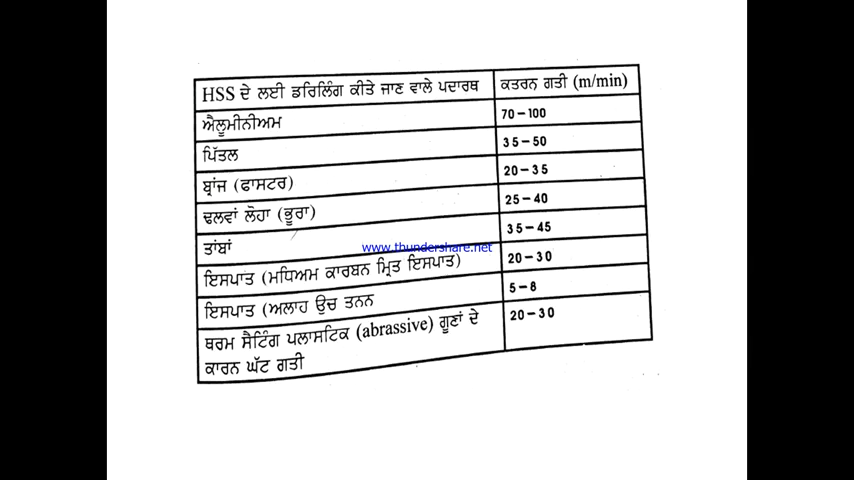 HSS ਦੇ ਲਈ ਡਰਿਲਿੰਗ ਕੀਤੇ ਜਾਣ ਵਾਲੇ ਪਦਾਰਥ ਕਤਰਨ ਗਤੀ (m/min)
ਐਲੂਮੀਨੀਅਮ 70–100
ਪਿੱਤਲ 35–50
ਬ੍ਰਾਂਜ (ਫਾਸਟਰ) 20–35
ਢਲਵਾਂ ਲੋਹਾ (ਭੂਰਾ) 25–40
ਤਾਂਬਾਂ 35–45
www.thundershare.net
ਇਸਪਾਤ (ਮਧਿਅਮ ਕਾਰਬਨ ਮ੍ਰਿਤ ਇਸਪਾਤ) 20–30
ਇਸਪਾਤ (ਅਲਾਹ ਉਚ ਤਨਨ 5–8
ਥਰਮ ਸੈਟਿੰਗ ਪਲਾਸਟਿਕ (abrassive) ਗੂਣਾਂ ਦੇ 20–30
ਕਾਰਨ ਘੱਟ ਗਤੀ